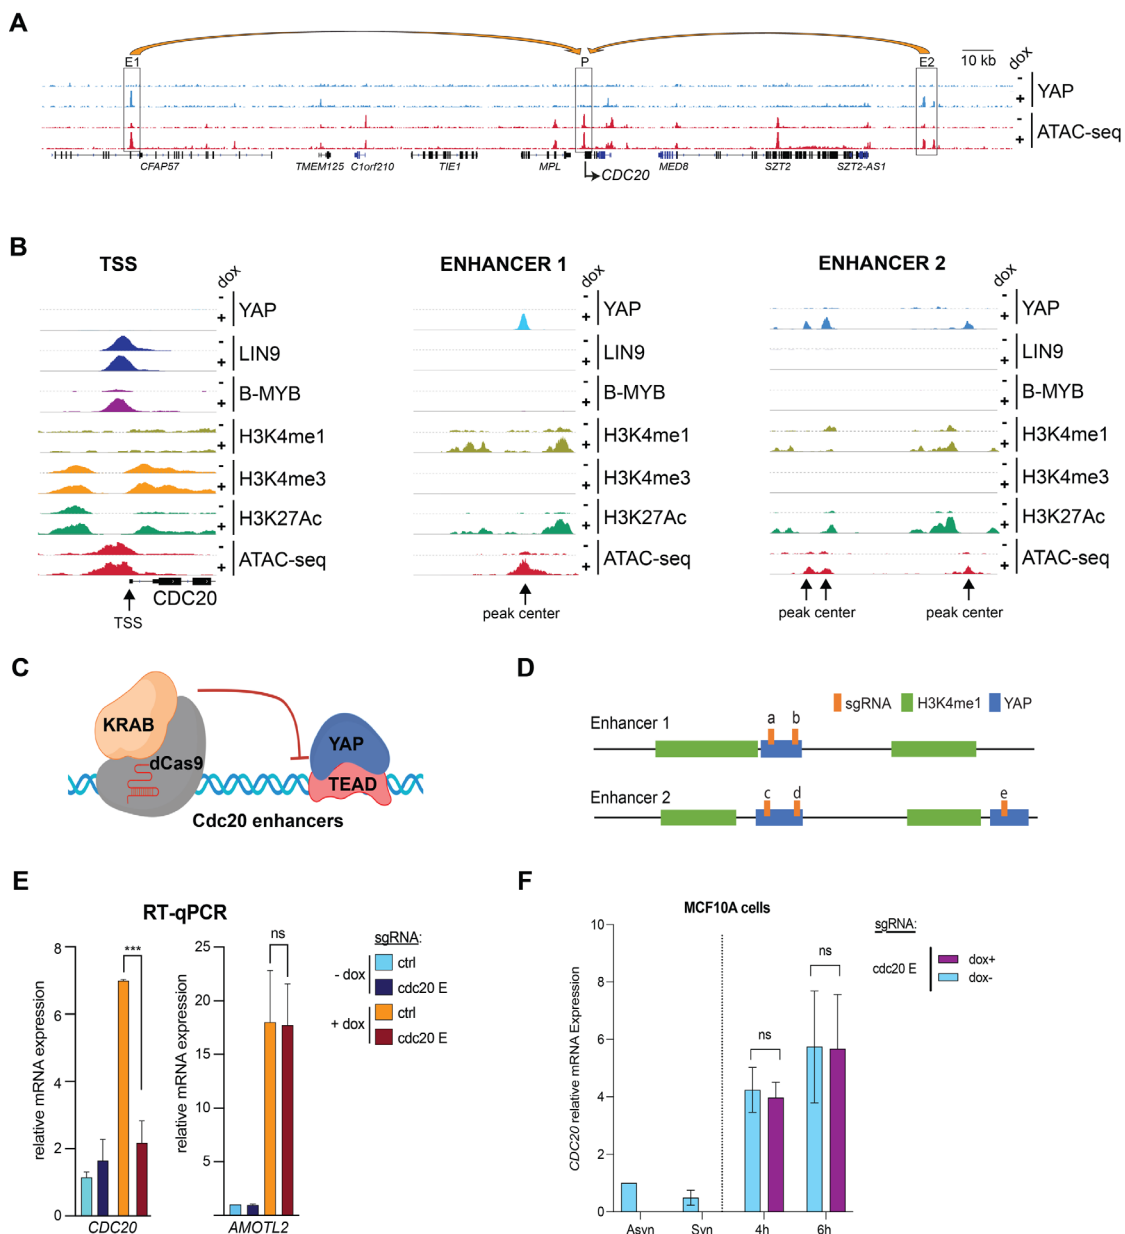 A
E1
P
E2
10 kb
dox
-
+
YAP
-
+
ATAC-seq
CFAP57
TMEM125
C1orf210
TIE1
MPL
CDC20
MED8
SZT2
SZT2-AS1
B
TSS
dox
-
+
YAP
-
+
LIN9
-
+
B-MYB
-
+
H3K4me1
-
+
H3K4me3
-
+
H3K27Ac
-
+
ATAC-seq
CDC20
TSS
ENHANCER 1
dox
-
+
YAP
-
+
LIN9
-
+
B-MYB
-
+
H3K4me1
-
+
H3K4me3
-
+
H3K27Ac
-
+
ATAC-seq
peak center
ENHANCER 2
dox
-
+
YAP
-
+
LIN9
-
+
B-MYB
-
+
H3K4me1
-
+
H3K4me3
-
+
H3K27Ac
-
+
ATAC-seq
peak center
peak center
C
KRAB
dCas9
YAP
TEAD
Cdc20 enhancers
D
sgRNA
H3K4me1
YAP
Enhancer 1
a
b
Enhancer 2
c
d
e
E
RT-qPCR
relative mRNA expression
8
6
4
2
0
***
CDC20
relative mRNA expression
25
20
15
10
5
ns
AMOTL2
sgRNA:
- dox
ctrl
cdc20 E
+ dox
ctrl
cdc20 E
F
MCF10A cells
CDC20 relative mRNA Expression
10
8
6
4
2
0
ns
ns
Asyn
Syn
4h
6h
sgRNA:
cdc20 E
dox+
dox-